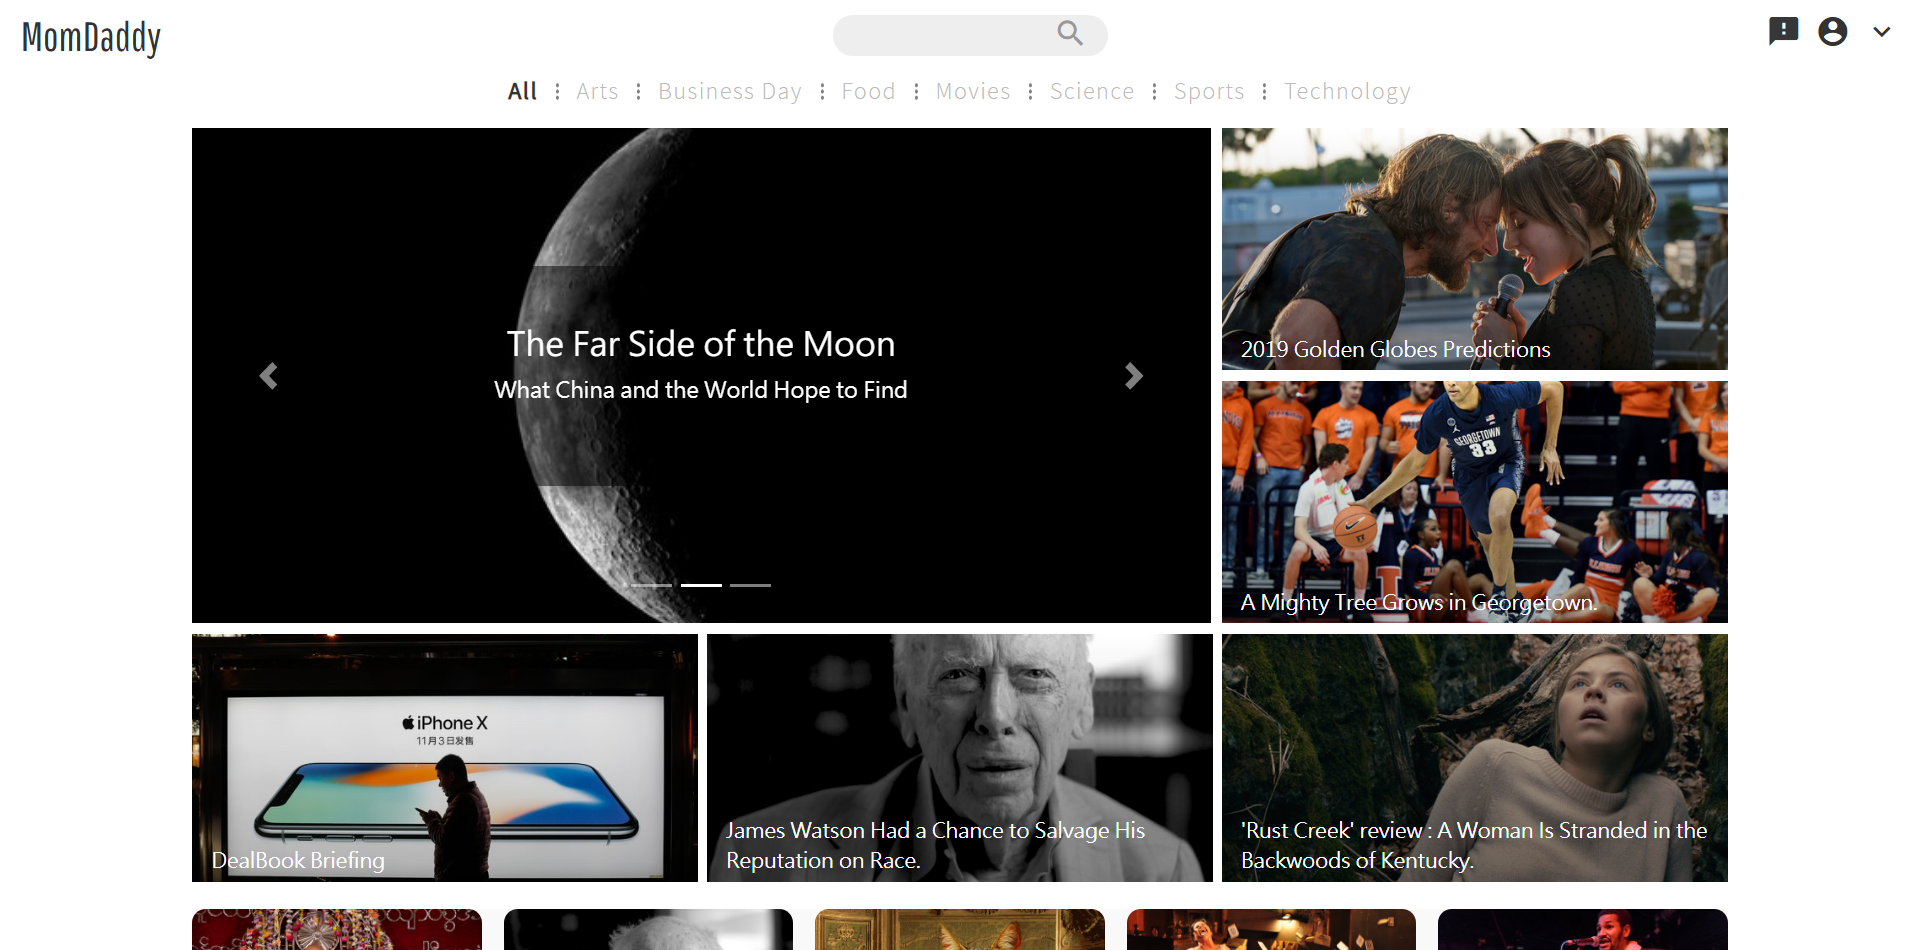 MomDaddy
All
Arts
Business Day
Food
Movies
Science
Sports
Technology
The Far Side of the Moon
What China and the World Hope to Find
2019 Golden Globes Predictions
GEORGETOWN
33
A Mighty Tree Grows in Georgetown.
iPhone X
11月3日发售
DealBook Briefing
James Watson Had a Chance to Salvage His
Reputation on Race.
'Rust Creek' review : A Woman Is Stranded in the
Backwoods of Kentucky.